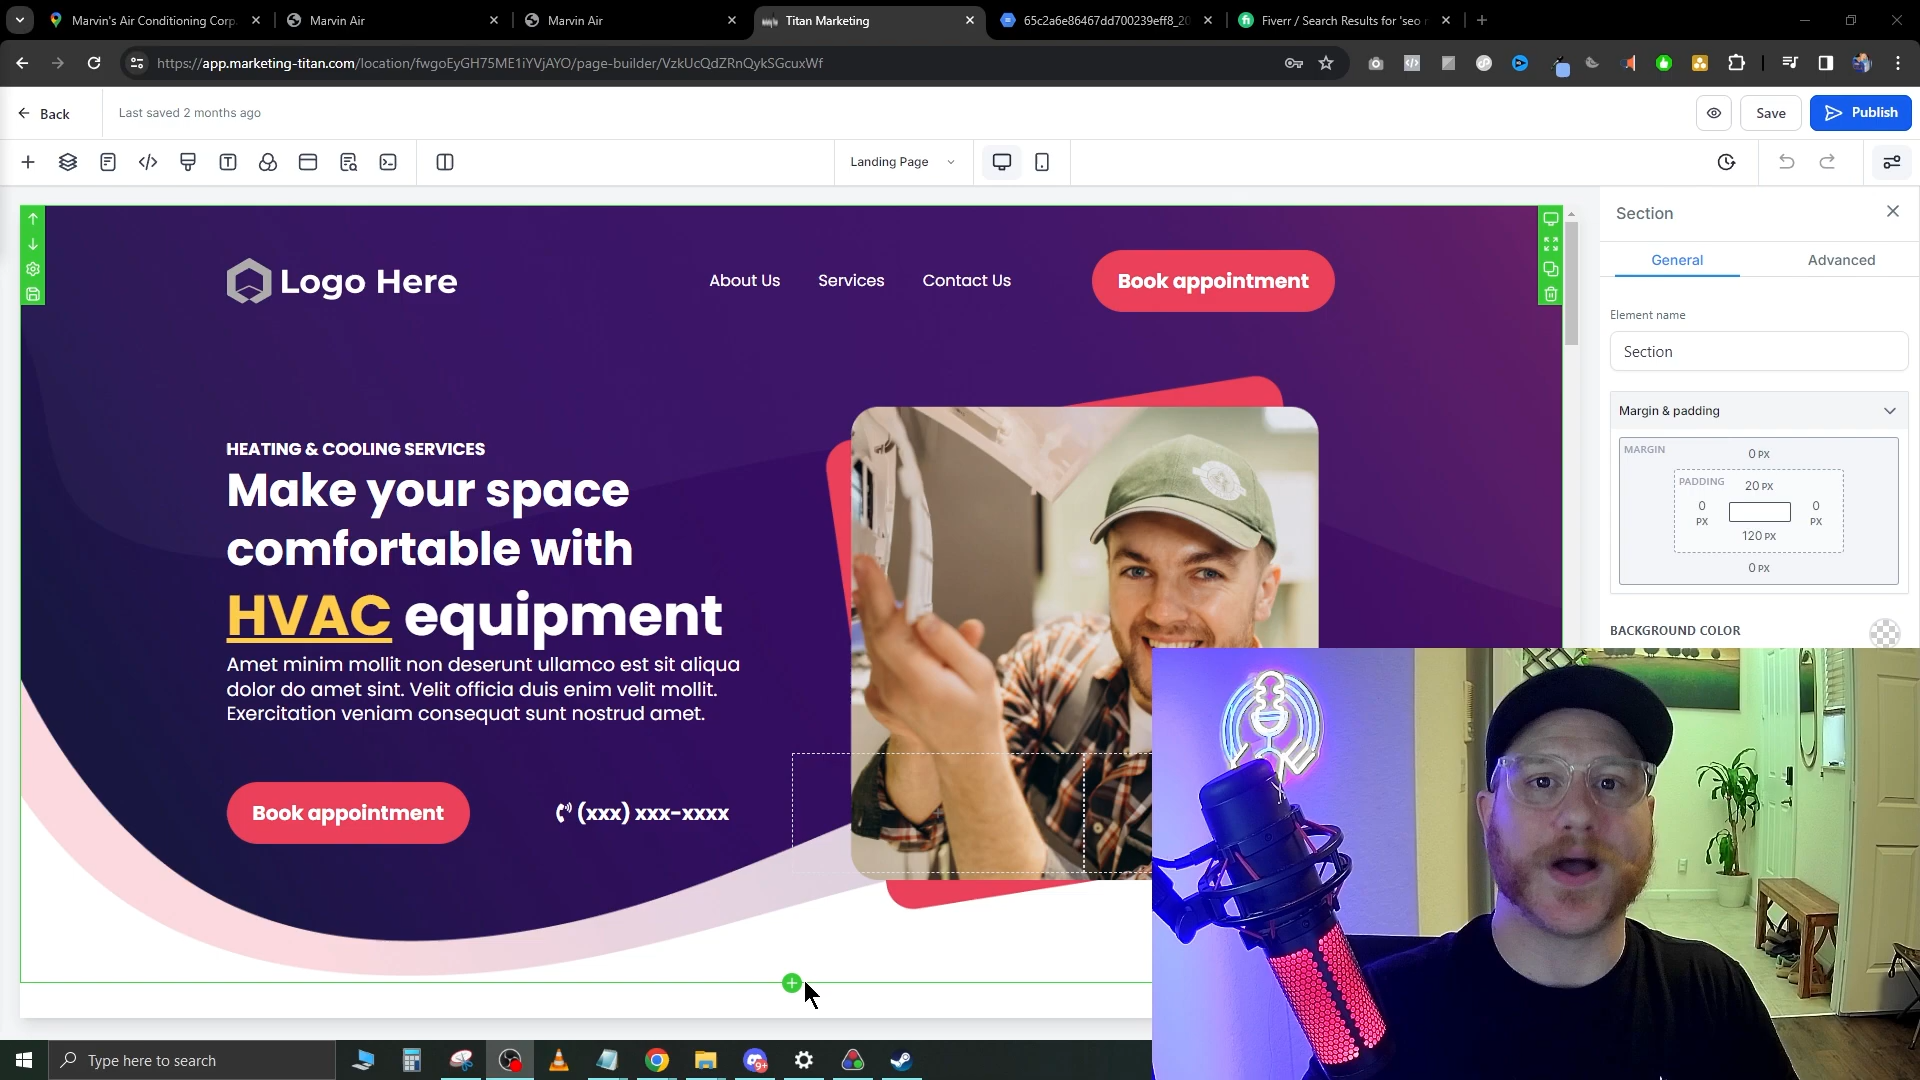 Marvin's Air Conditioning Corp
Marvin Air
Marvin Air
Titan Marketing
65c2a6e86467dd700239eff8_20
Fiverr / Search Results for 'seo
https://app.marketing-titan.com/location/fwgoEyGH75ME1iYVjAYO/page-builder/VzkUcQdZRnQykSGcuxWf
Back
Last saved 2 months ago
Save
Publish
Landing Page
Logo Here
About Us
Services
Contact Us
Book appointment
HEATING & COOLING SERVICES
Make your space
comfortable with
HVAC equipment
Amet minim mollit non deserunt ullamco est sit aliqua
dolor do amet sint. Velit officia duis enim velit mollit.
Exercitation veniam consequat sunt nostrud amet.
Book appointment
(xxx) xxx-xxxx
Section
General
Advanced
Element name
Section
Margin & padding
MARGIN
0 PX
PADDING
20 PX
0 PX
0 PX
120 PX
0 PX
BACKGROUND COLOR
Type here to search
9+